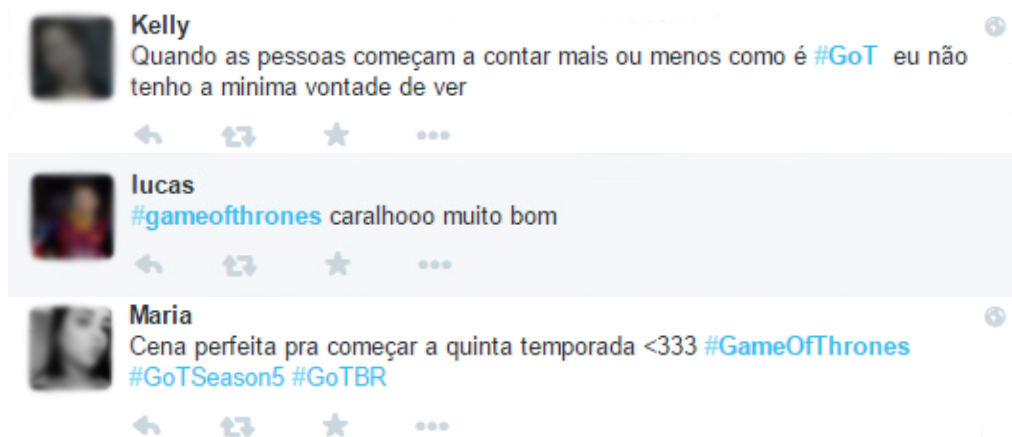 Kelly
Quando as pessoas começam a contar mais ou menos como é #GoT eu não
tenho a minima vontade de ver
lucas
#gameofthrones caralhooo muito bom
Maria
Cena perfeita pra começar a quinta temporada <333 #GameOfThrones
#GoTSeason5 #GoTBR